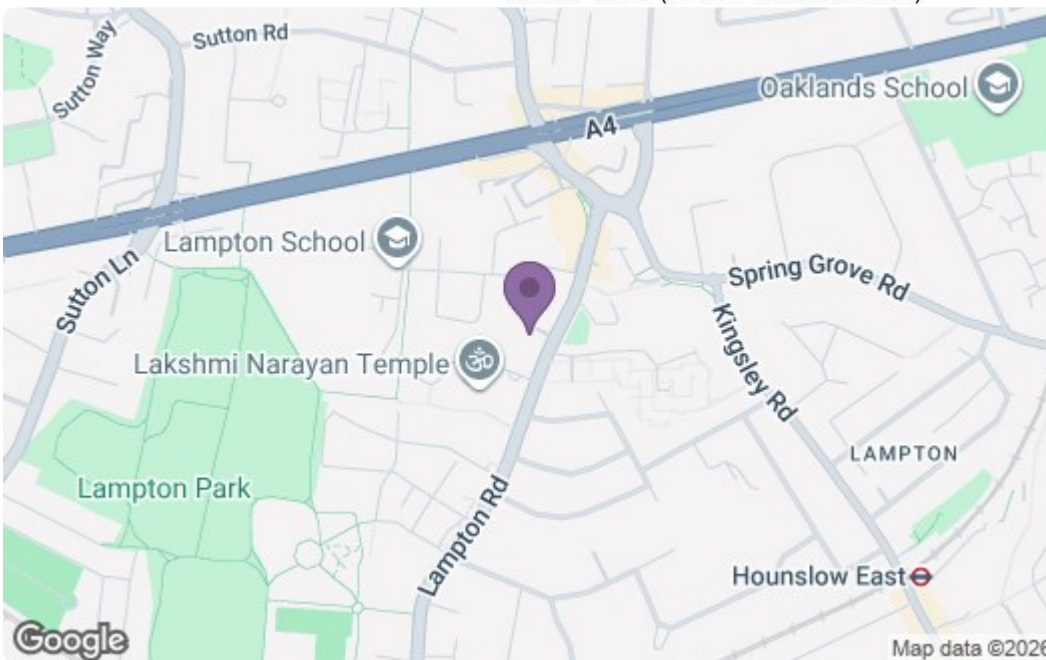 Sutton Rd
Sutton Way
Oaklands School
A4
Lampton School
Sutton Ln
Spring Grove Rd
Kingsley Rd
Lakshmi Narayan Temple
ॐ
LAMPTON
Lampton Park
Lampton Rd
Hounslow East
Google
Map data ©2026